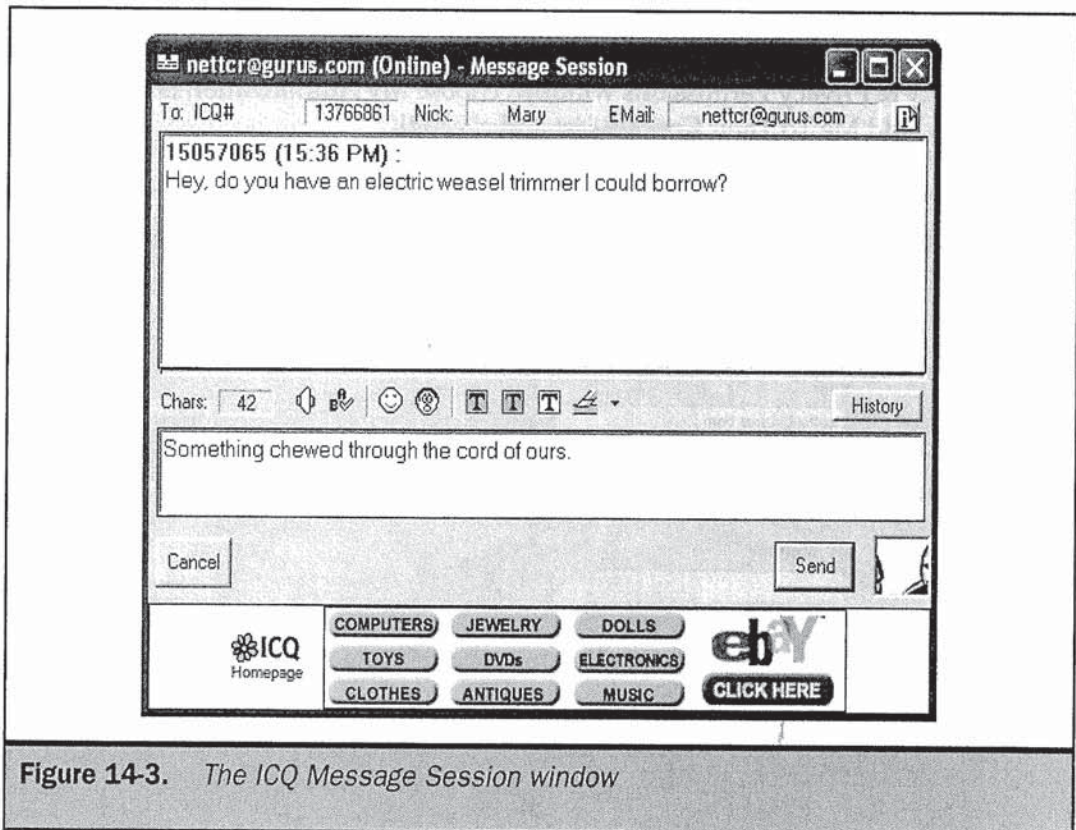 nettcr@gurus.com (Online) - Message Session
To: ICQ# 13766861 Nick: Mary EMail: nettcr@gurus.com
15057065 (15:36 PM) :
Hey, do you have an electric weasel trimmer I could borrow?
Chars: 42 T T T History
Something chewed through the cord of ours.
Cancel Send
ICQ Homepage
COMPUTERS JEWELRY DOLLS
TOYS DVDs ELECTRONICS
CLOTHES ANTIQUES MUSIC
ebaY
CLICK HERE
Figure 14-3. The ICQ Message Session window